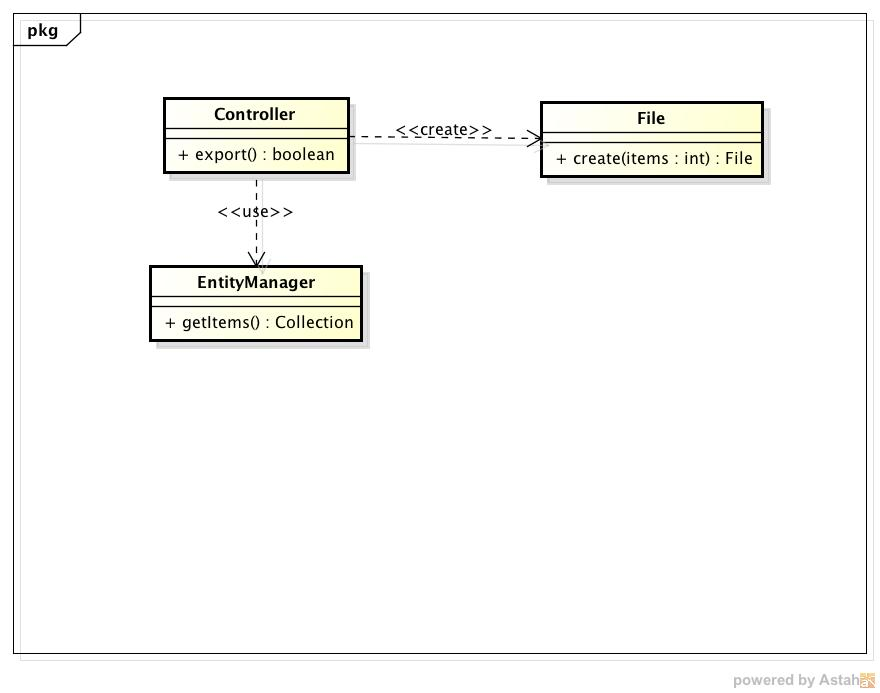 pkg
Controller
+ export() : boolean
<<create>>
File
+ create(items : int) : File
<<use>>
EntityManager
+ getItems() : Collection
powered by Astah